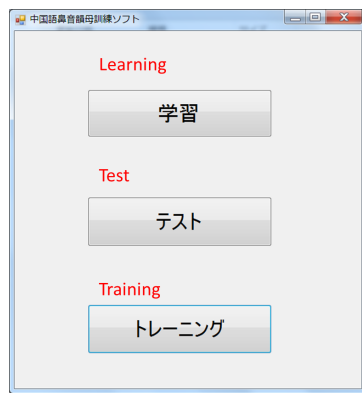 中国語鼻音韻母訓練ソフト
Learning
学習
Test
テスト
Training
トレーニング